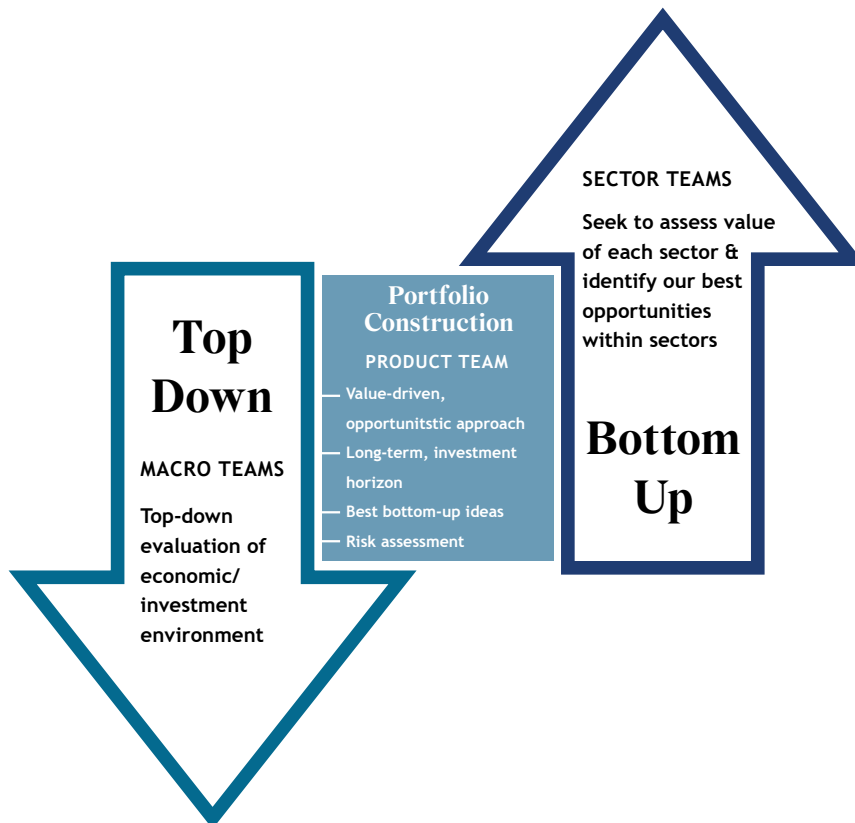 Top
Down
MACRO TEAMS
Top-down
evaluation of
economic/
investment
environment
Portfolio
Construction
PRODUCT TEAM
Value-driven,
opportunitstic approach
Long-term, investment
horizon
Best bottom-up ideas
Risk assessment
SECTOR TEAMS
Seek to assess value
of each sector &
identify our best
opportunities
within sectors
Bottom
Up